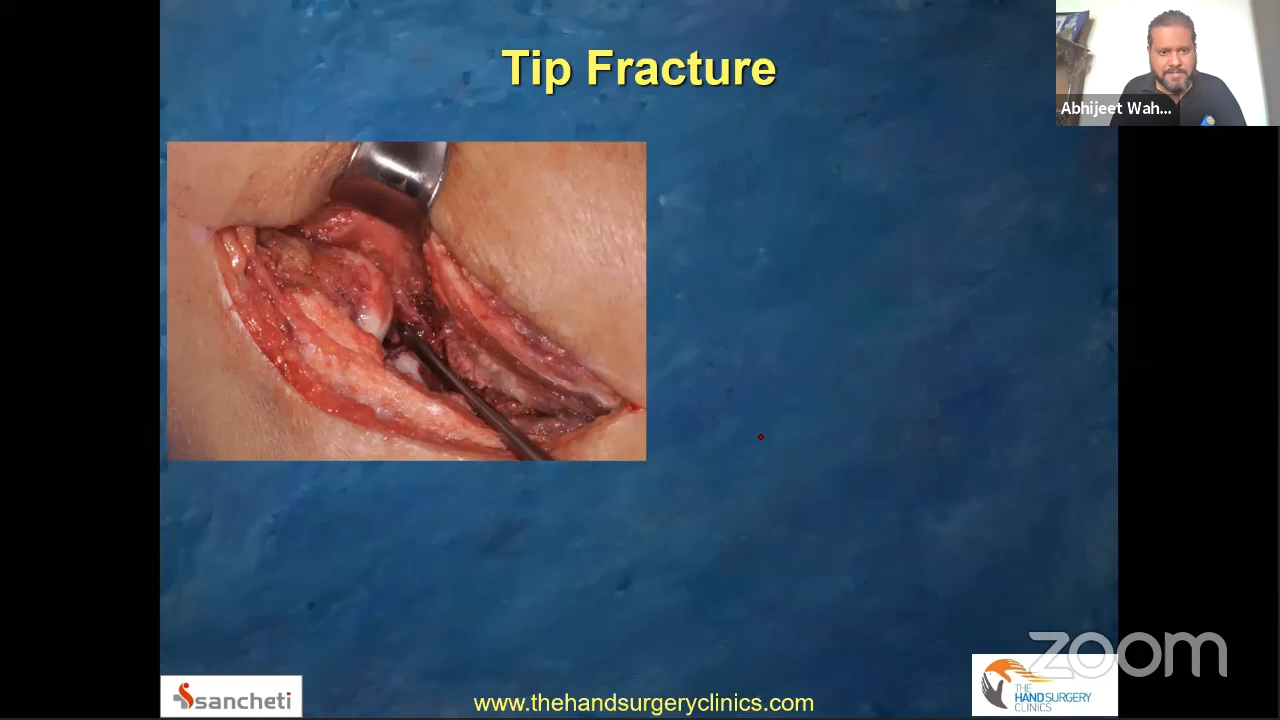 Tip Fracture
Abhijeet Wah...
zoom
sancheti
www.thehandsurgeryclinics.com
THE
HAND SURGERY
CLINICS